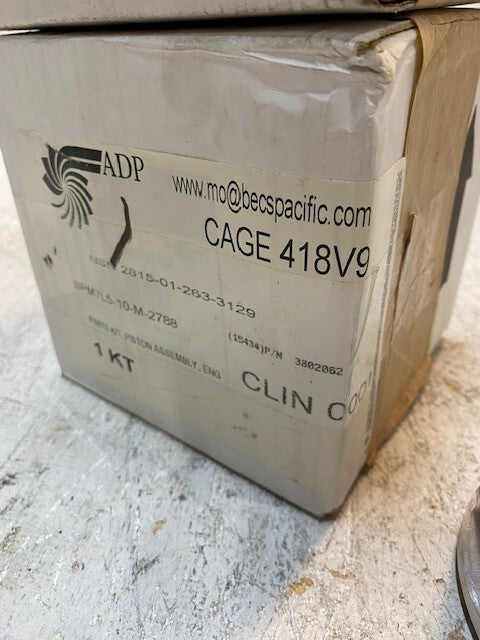 ADP
www.mo@becspacific.com
CAGE 418V9
NSN 2815-01-263-3129
SPM7L5-10-M-2788
(15434)P/N 3802062
PARTS KIT, PISTON ASSEMBLY, ENG
1 KT
CLIN